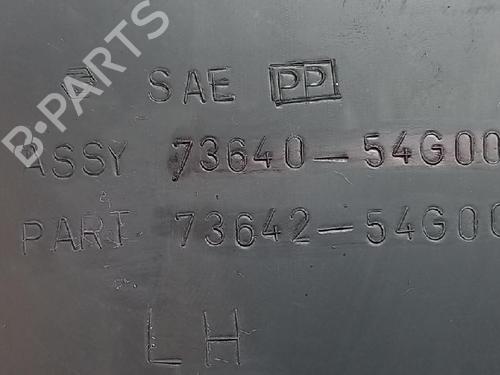 SAE PP
ASSY 73640-54G00
PART 73642-54G00
LH
B-PARTS